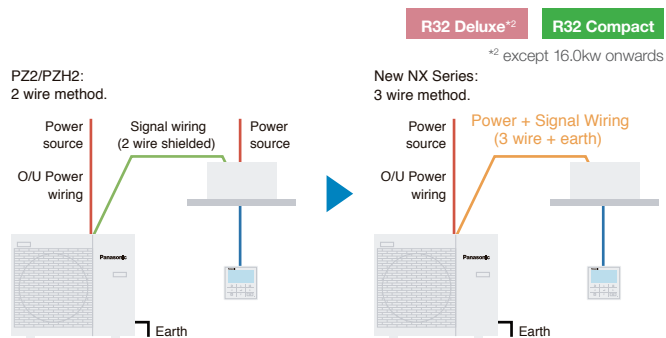 R32 Deluxe*2
R32 Compact
*2 except 16.0kw onwards
PZ2/PZH2:
2 wire method.
Power
source
Signal wiring
(2 wire shielded)
Power
source
O/U Power
wiring
Panasonic
Earth
New NX Series:
3 wire method.
Power
source
Power + Signal Wiring
(3 wire + earth)
O/U Power
wiring
Panasonic
Earth